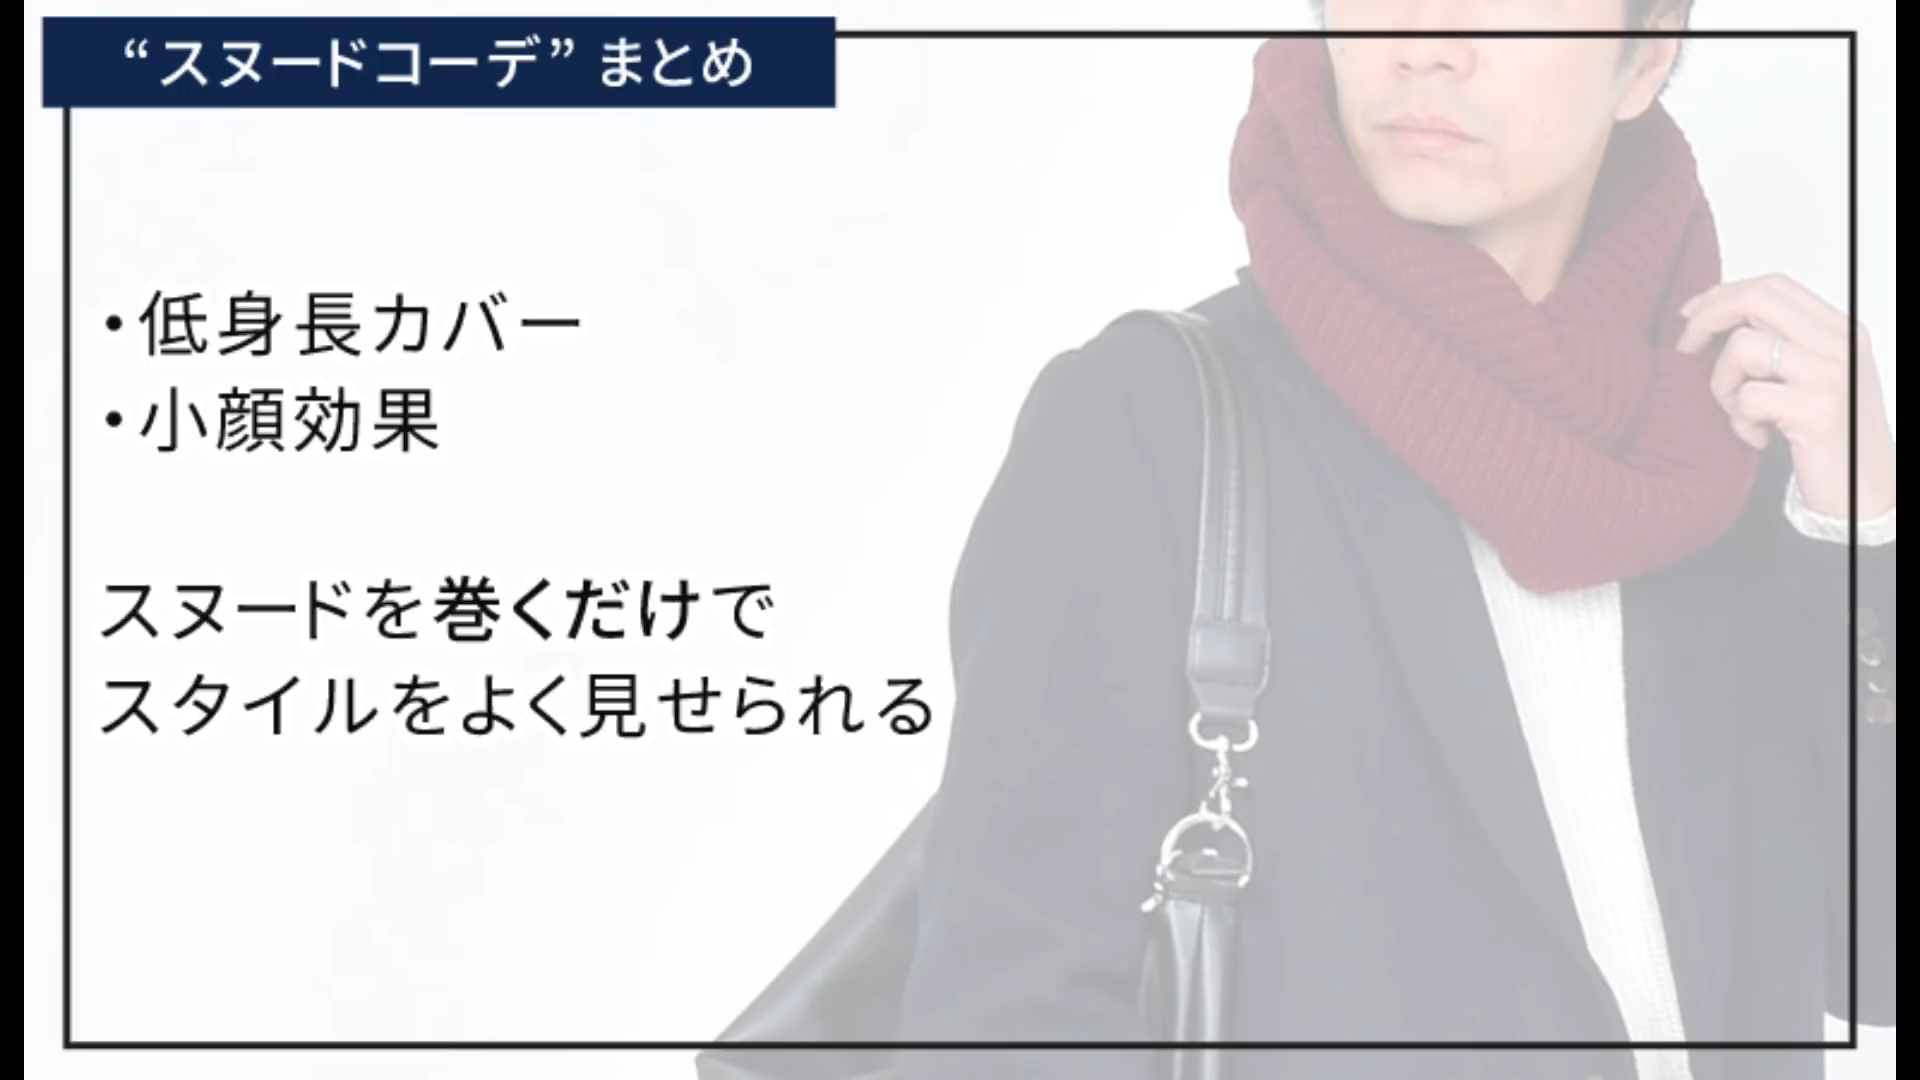 “スヌードコーデ” まとめ
・低身長カバー
・小顔効果
スヌードを巻くだけで
スタイルをよく見せられる